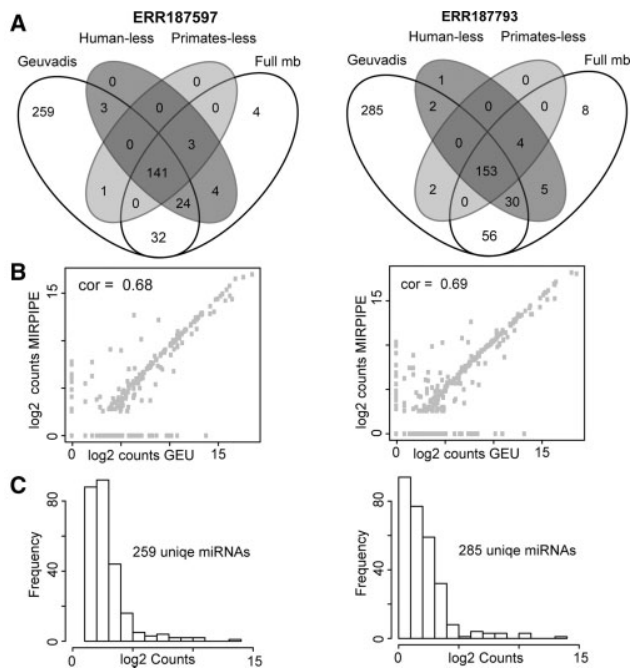 A
ERR187597
ERR187793
Human-less Primates-less
Human-less Primates-less
Geuvadis
Full mb
Geuvadis
Full mb
0
0
259
3
0
0
4
0
3
141
1
0
24
4
32
1
0
285
2
0
0
8
0
4
153
2
0
30
5
56
B
cor = 0.68
15
0
log2 counts MIRPIPE
0
log2 counts GEU
15
cor = 0.69
15
0
log2 counts MIRPIPE
0
log2 counts GEU
15
C
Frequency
80
40
0
259 uniqe miRNAs
0
log2 Counts
15
Frequency
80
40
0
285 uniqe miRNAs
0
log2 Counts
15